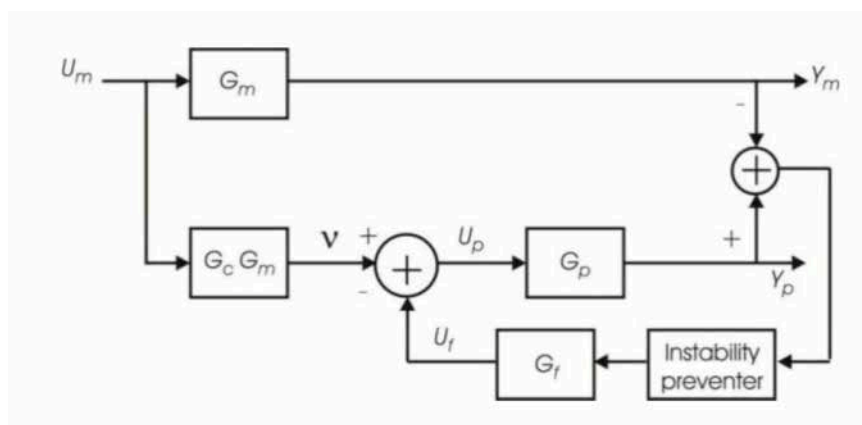 U_m
G_m
Y_m
-
+
G_c G_m
ν
+
+
-
U_p
G_p
+
Y_p
U_f
G_f
Instability
preventer